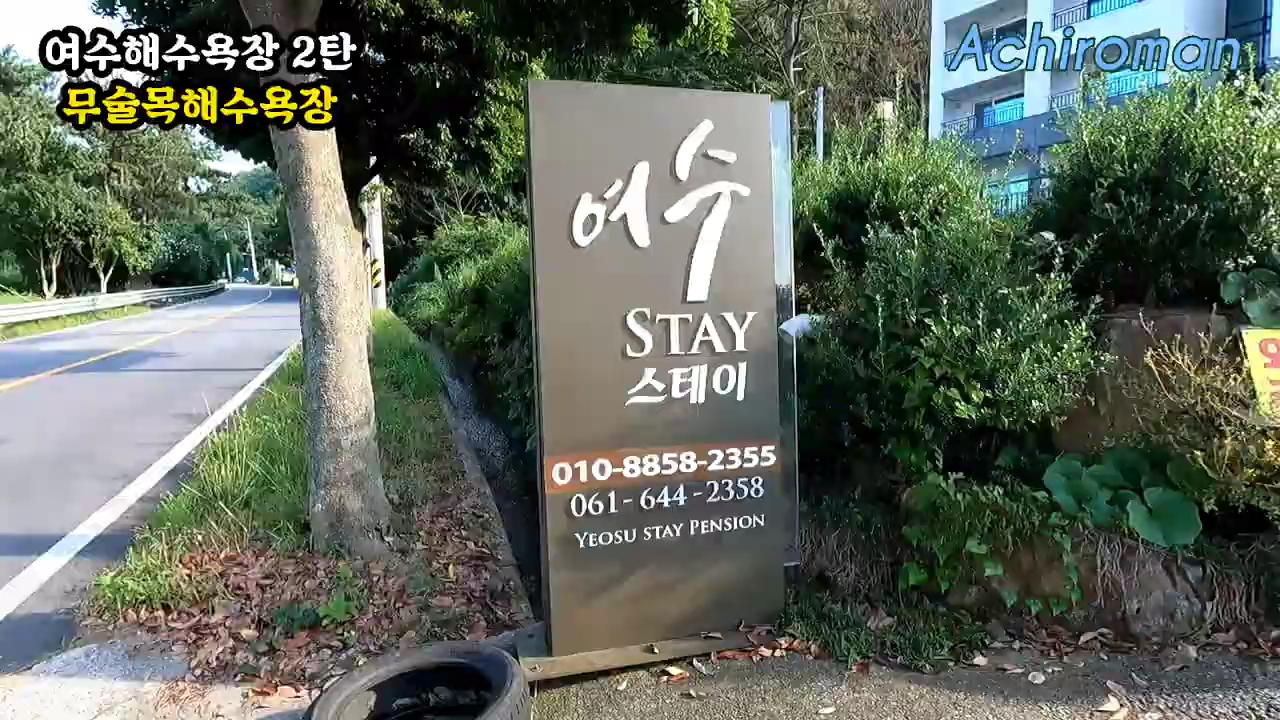 여수해수욕장 2탄
무술목해수욕장
Achiroman
여수
STAY
스테이
010-8858-2355
061-644-2358
YEOSU STAY PENSION